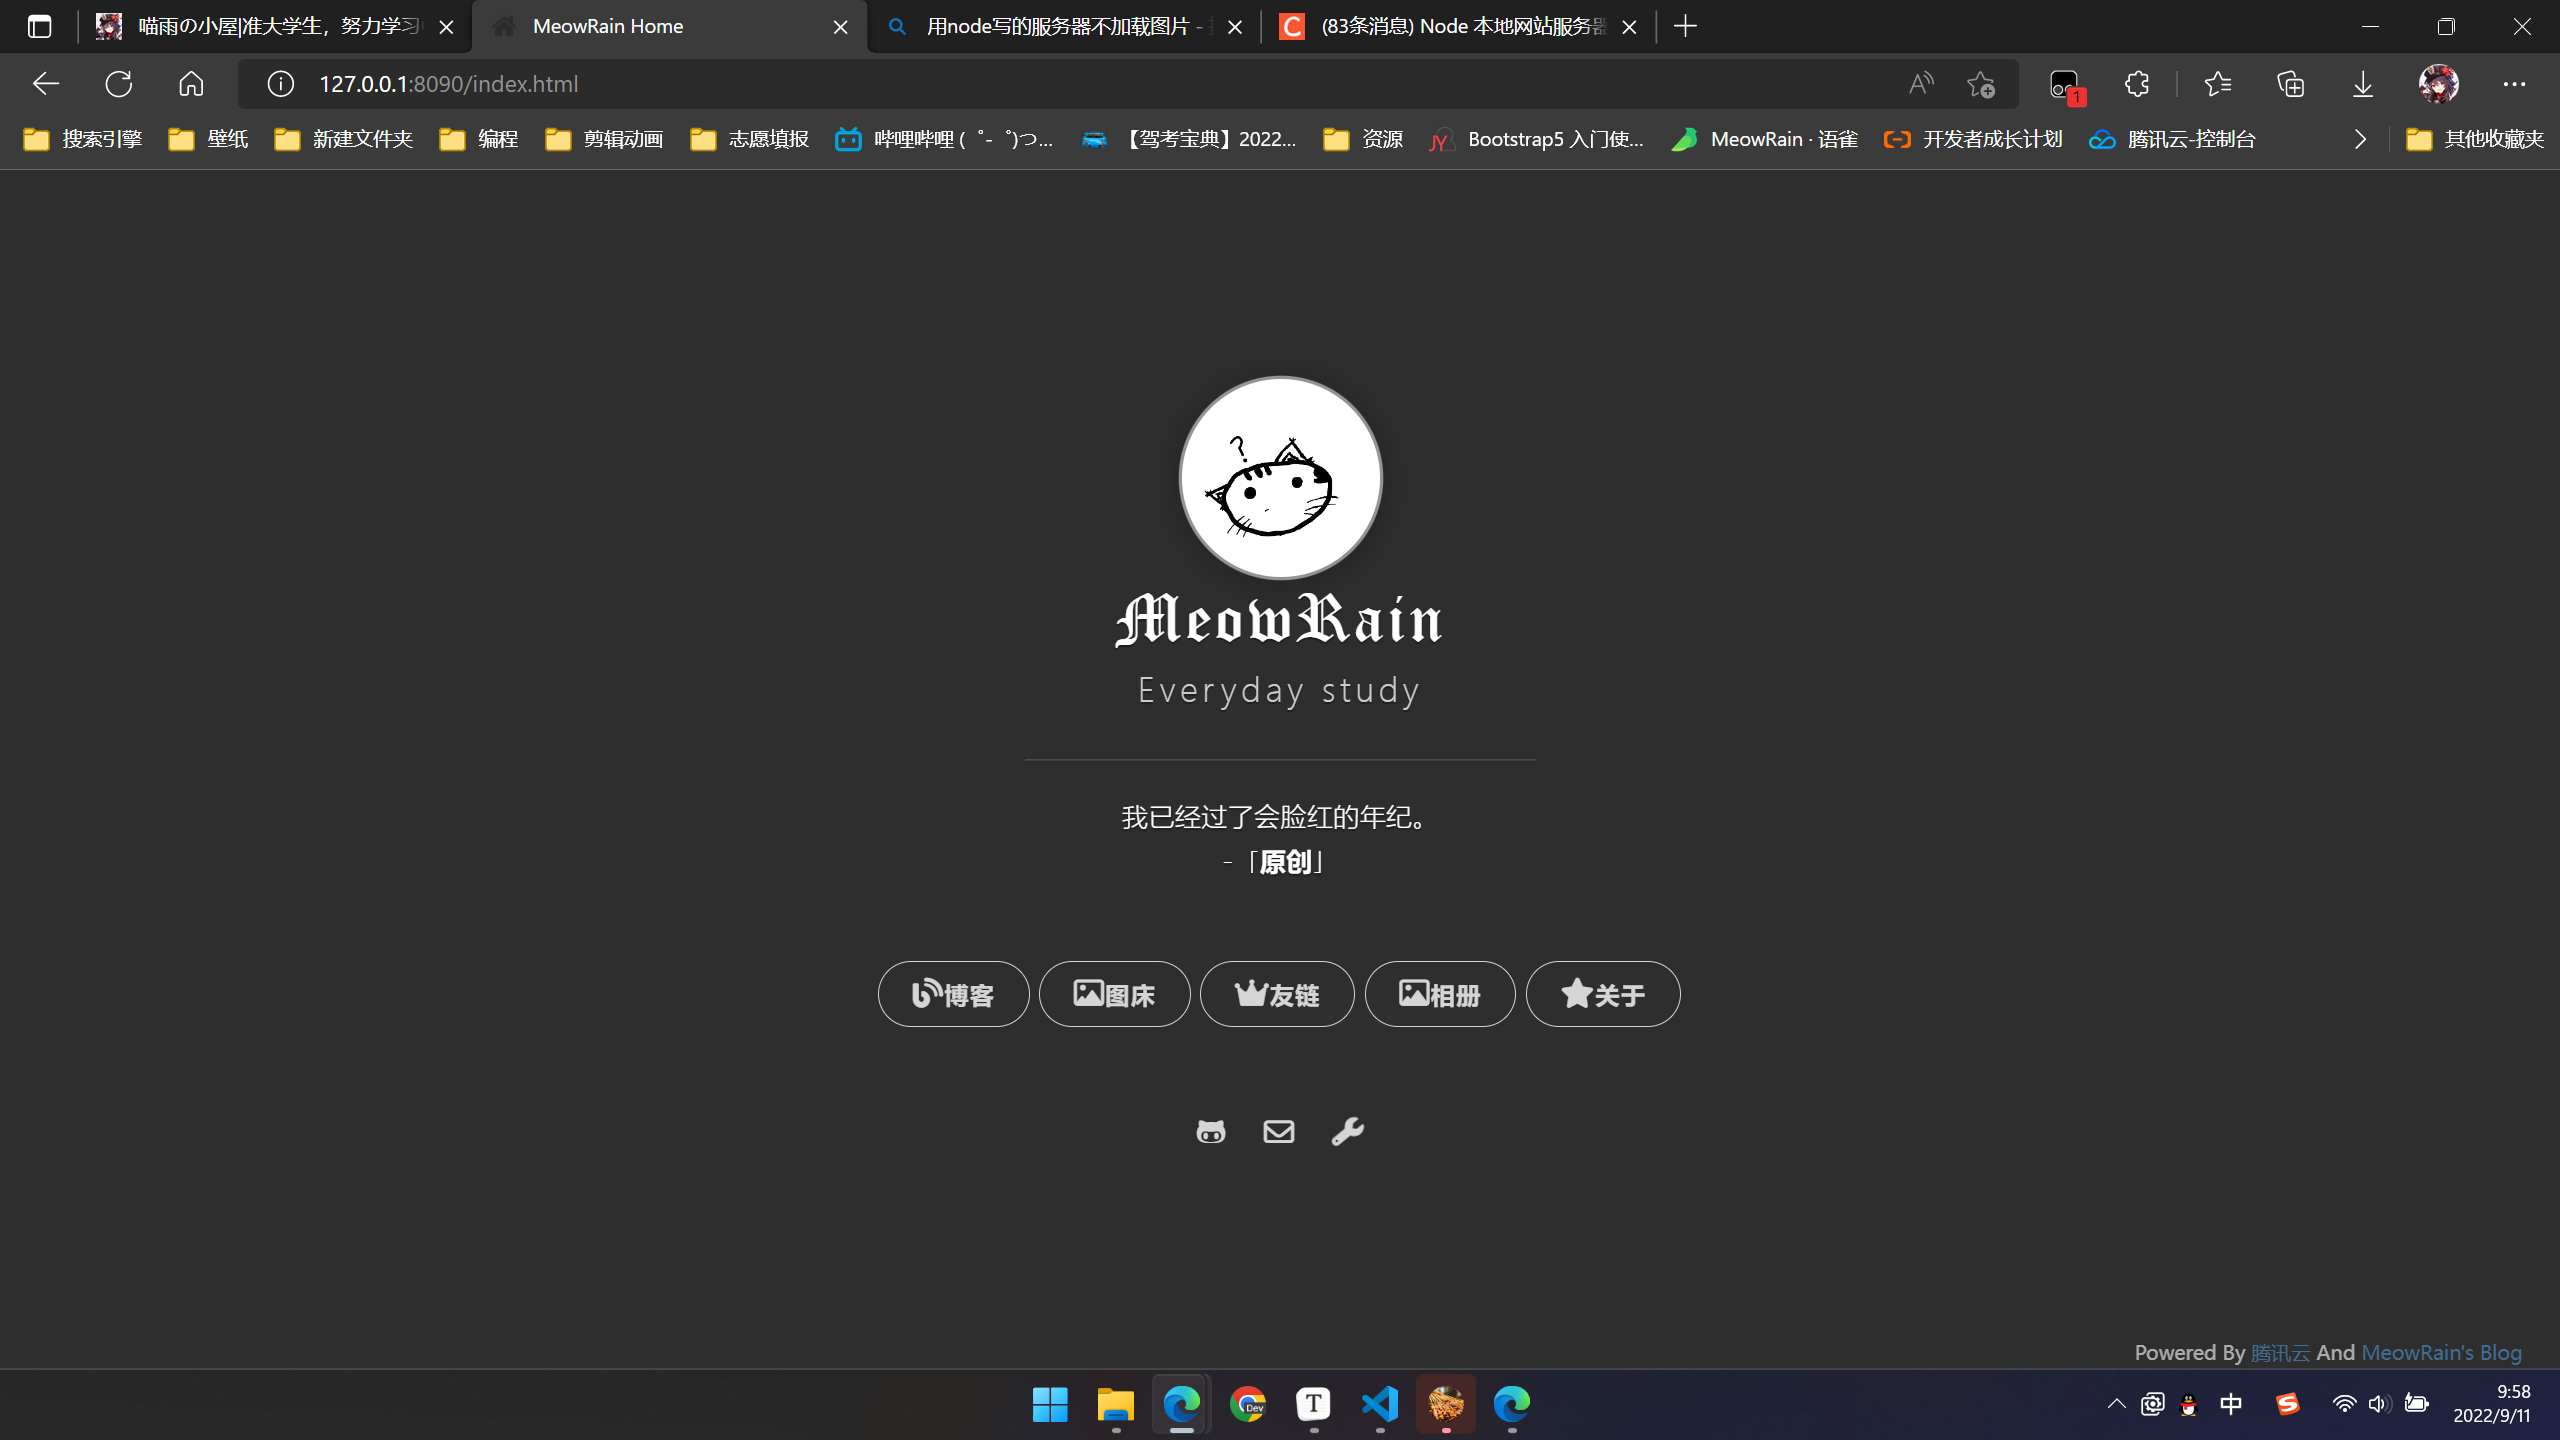 喵雨の小屋|准大学生，努力学习
MeowRain Home
用node写的服务器不加载图片 -
(83条消息) Node 本地网站服务器
127.0.0.1:8090/index.html
1
搜索引擎
壁纸
新建文件夹
编程
剪辑动画
志愿填报
哔哩哔哩 (゜-゜)つ...
【驾考宝典】2022...
资源
Bootstrap5 入门使...
MeowRain · 语雀
开发者成长计划
腾讯云-控制台
其他收藏夹
?
MeowRain
Everyday study
我已经过了会脸红的年纪。
-「原创」
博客
图床
友链
相册
关于
Powered By 腾讯云 And MeowRain's Blog
Dev
T
中
S
9:58
2022/9/11